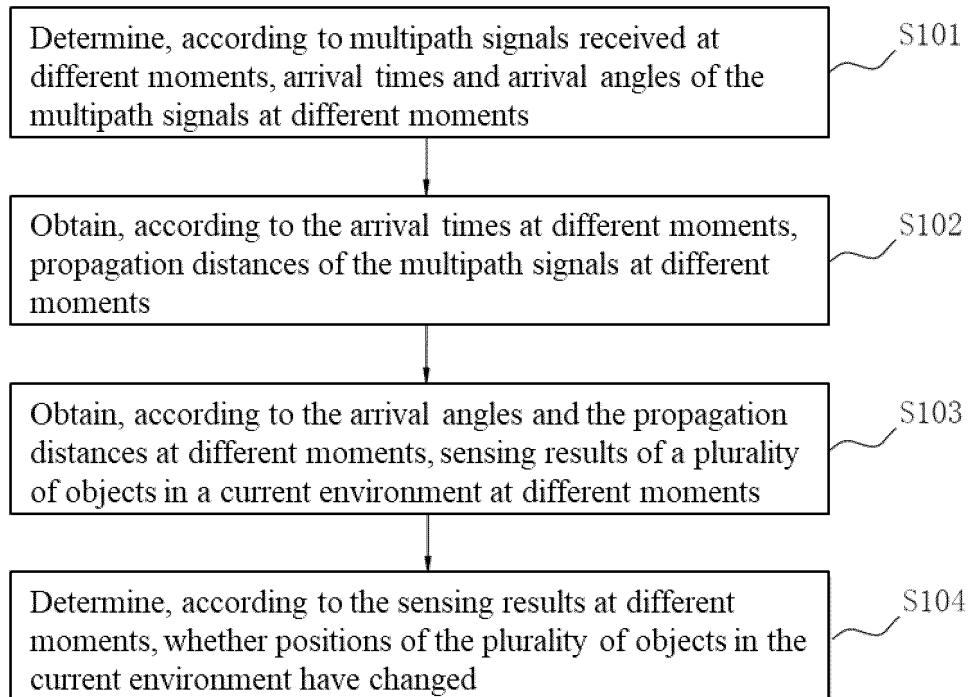 Determine, according to multipath signals received at
different moments, arrival times and arrival angles of the
multipath signals at different moments
S101
Obtain, according to the arrival times at different moments,
propagation distances of the multipath signals at different
moments
S102
Obtain, according to the arrival angles and the propagation
distances at different moments, sensing results of a plurality
of objects in a current environment at different moments
S103
Determine, according to the sensing results at different
moments, whether positions of the plurality of objects in the
current environment have changed
S104